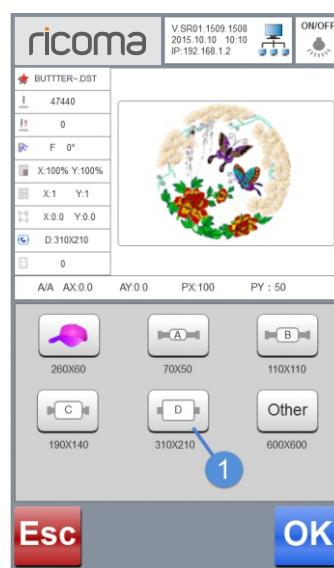 ricoma
V.SR01.1509.1508
2015.10.10 10:10
IP:192.168.1.2
ON/OFF
BUTTTER~.DST
47440
0
F 0°
X:100% Y:100%
X:1 Y:1
X:0.0 Y:0.0
D:310X210
0
A/A AX:0.0 AY:0.0 PX:100 PY : 50
A
B
260X60
70X50
110X110
C
D
Other
190X140
310X210
600X600
1
Esc
OK